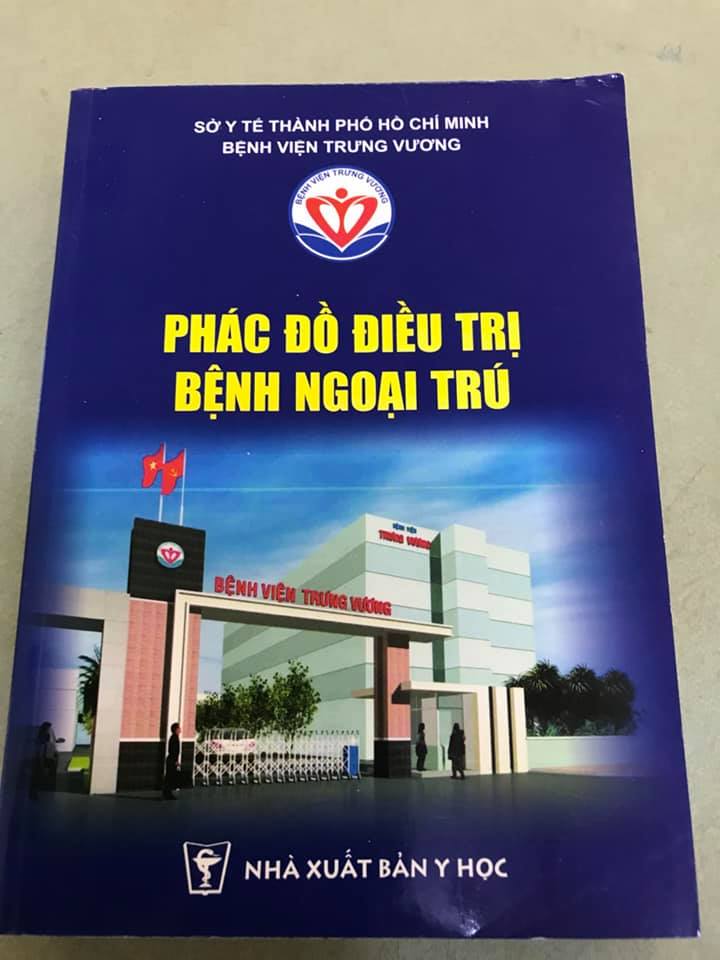 SỞ Y TẾ THÀNH PHỐ HỒ CHÍ MINH
BỆNH VIỆN TRƯNG VƯƠNG
BỆNH VIỆN TRƯNG VƯƠNG
PHÁC ĐỒ ĐIỀU TRỊ
BỆNH NGOẠI TRÚ
BỆNH VIỆN
TRƯNG VƯƠNG
BỆNH VIỆN TRƯNG VƯƠNG
NHÀ XUẤT BẢN Y HỌC